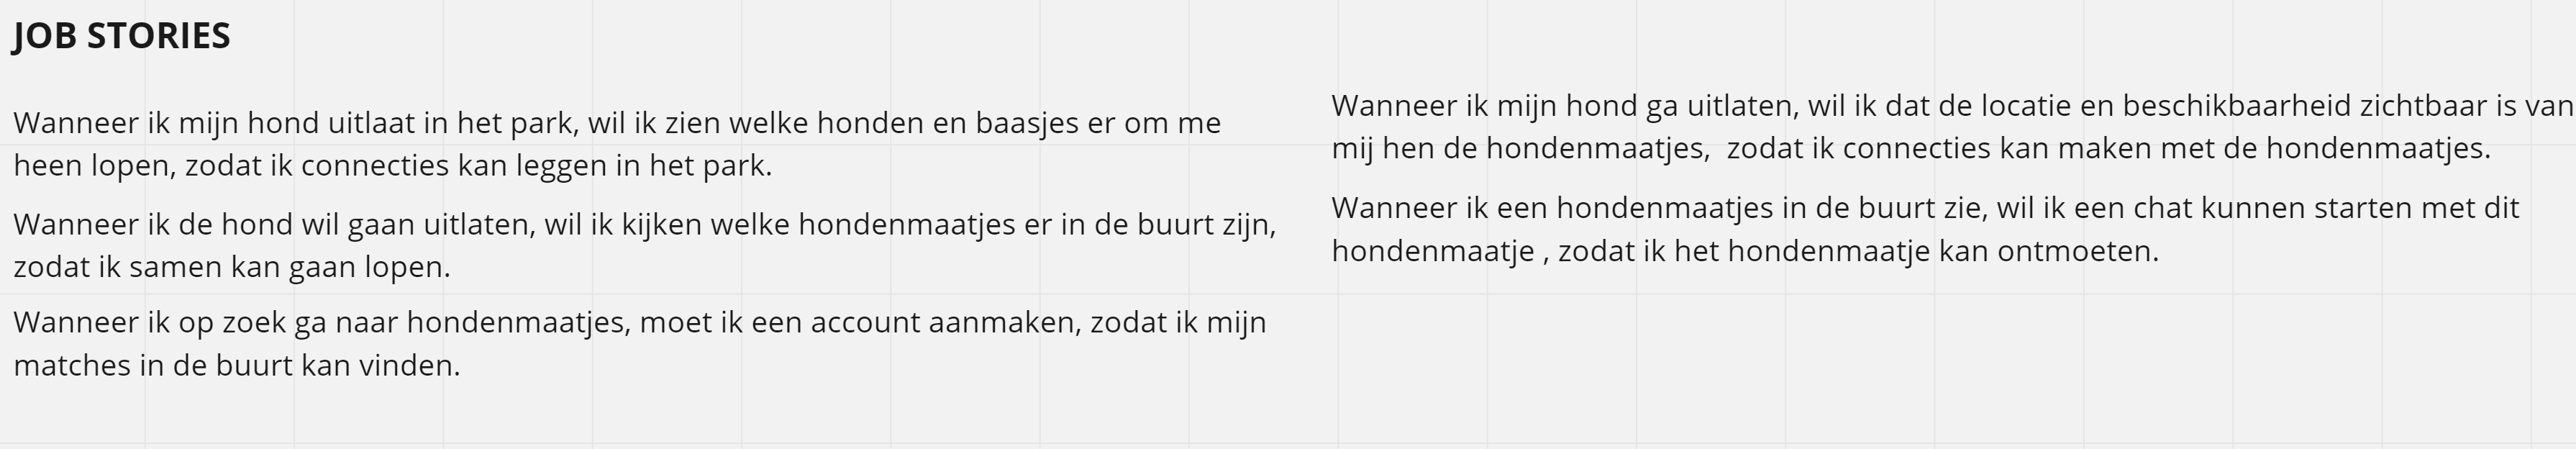 JOB STORIES
Wanneer ik mijn hond uitlaat in het park, wil ik zien welke honden en baasjes er om me
heen lopen, zodat ik connecties kan leggen in het park.
Wanneer ik de hond wil gaan uitlaten, wil ik kijken welke hondenmaatjes er in de buurt zijn,
zodat ik samen kan gaan lopen.
Wanneer ik op zoek ga naar hondenmaatjes, moet ik een account aanmaken, zodat ik mijn
matches in de buurt kan vinden.
Wanneer ik mijn hond ga uitlaten, wil ik dat de locatie en beschikbaarheid zichtbaar is van
mij hen de hondenmaatjes,  zodat ik connecties kan maken met de hondenmaatjes.
Wanneer ik een hondenmaatjes in de buurt zie, wil ik een chat kunnen starten met dit
hondenmaatje , zodat ik het hondenmaatje kan ontmoeten.